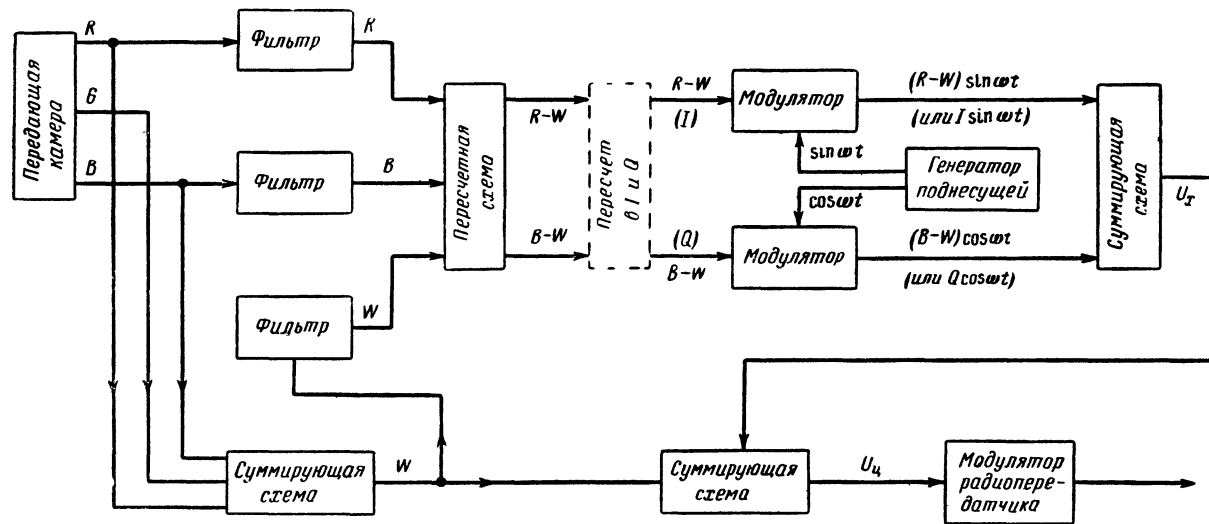 R
Фильтр
K
G
B
Передающая
камера
Фильтр
B
Фильтр
W
Пересчетная
схема
R-W
B-W
Пересчет
в I и Q
R-W
(I)
(Q)
B-W
Модулятор
sin ωt
cos ωt
Модулятор
Генератор
поднесущей
(R-W) sin ωt
(или I sin ωt)
(B-W) cos ωt
(или Q cos ωt)
Суммирующая
схема
Uх
Суммирующая
схема
W
Суммирующая
схема
Uц
Модулятор
радиопере-
датчика